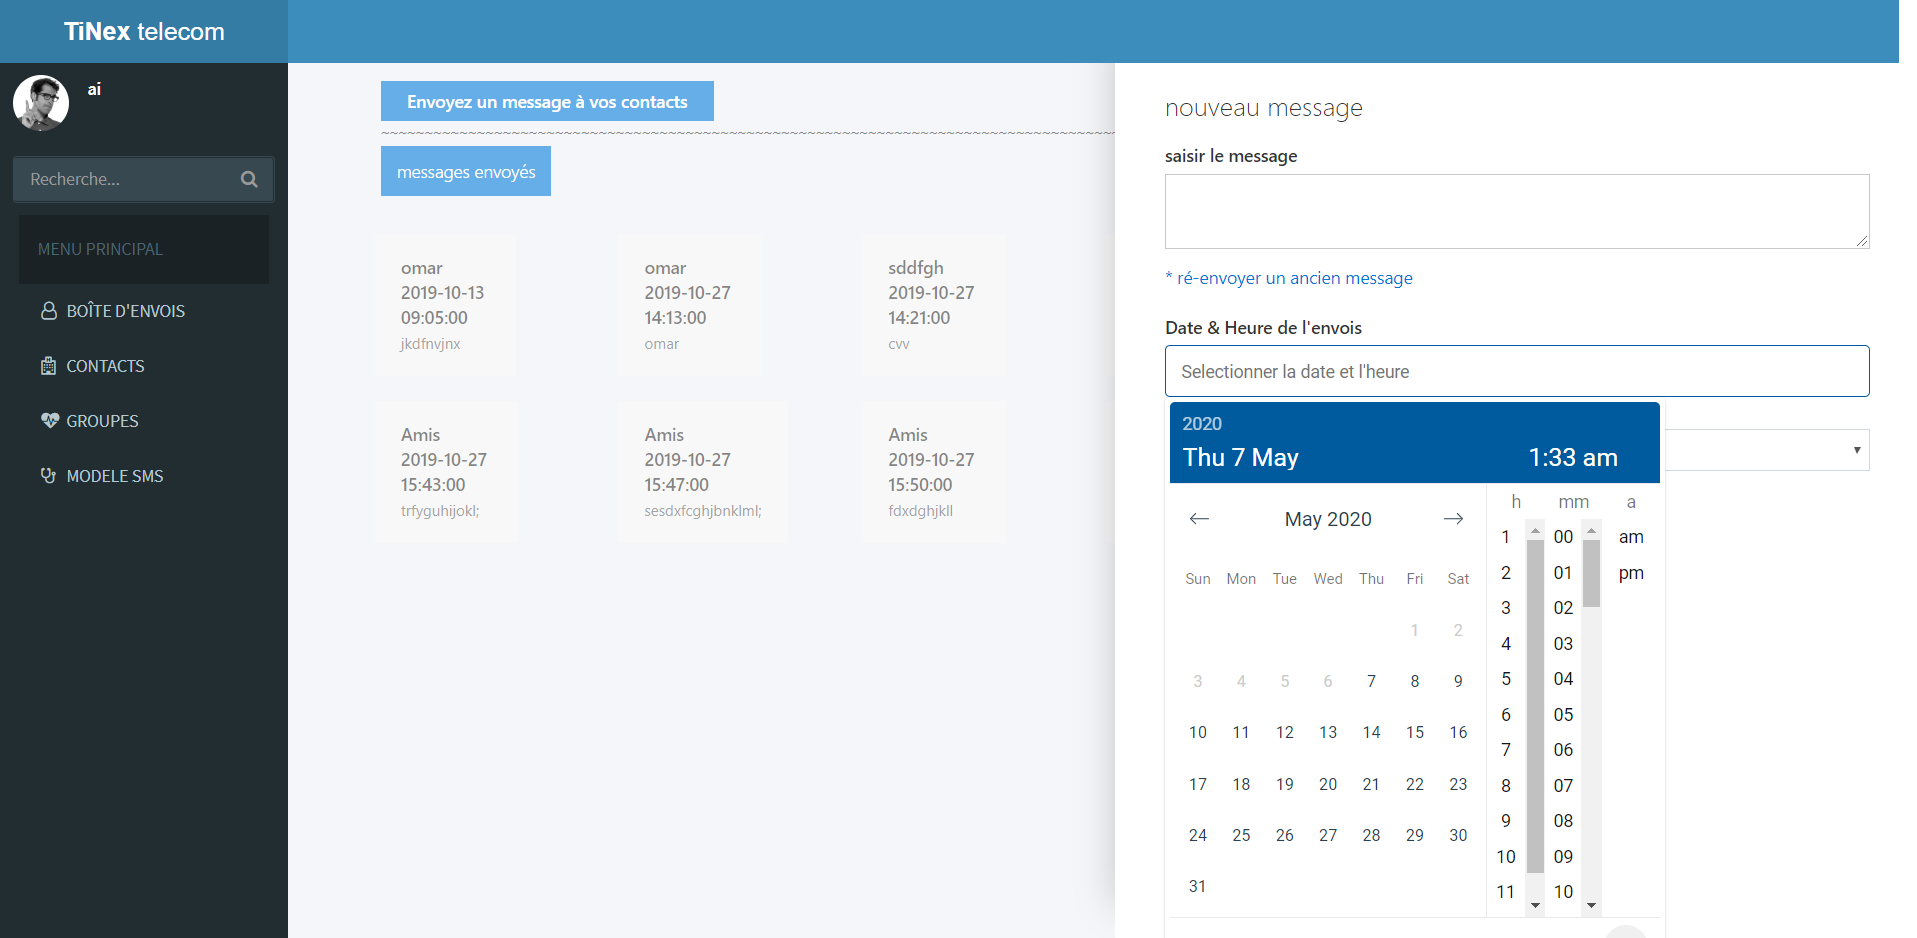 TiNex telecom
ai
Recherche...
MENU PRINCIPAL
BOÎTE D'ENVOIS
CONTACTS
GROUPES
MODELE SMS
Envoyez un message à vos contacts
messages envoyés
omar
2019-10-13
09:05:00
jkdfnvjnx
omar
2019-10-27
14:13:00
omar
sddfgh
2019-10-27
14:21:00
cvv
Amis
2019-10-27
15:43:00
trfyguhijokl;
Amis
2019-10-27
15:47:00
sesdxfcghjbnklml;
Amis
2019-10-27
15:50:00
fdxdghjkll
nouveau message
saisir le message
* ré-envoyer un ancien message
Date & Heure de l'envois
Selectionner la date et l'heure
2020
Thu 7 May 1:33 am
May 2020
Sun Mon Tue Wed Thu Fri Sat
1 2
3 4 5 6 7 8 9
10 11 12 13 14 15 16
17 18 19 20 21 22 23
24 25 26 27 28 29 30
31
h mm a
1 00 am
2 01 pm
3 02
4 03
5 04
6 05
7 06
8 07
9 08
10 09
11 10